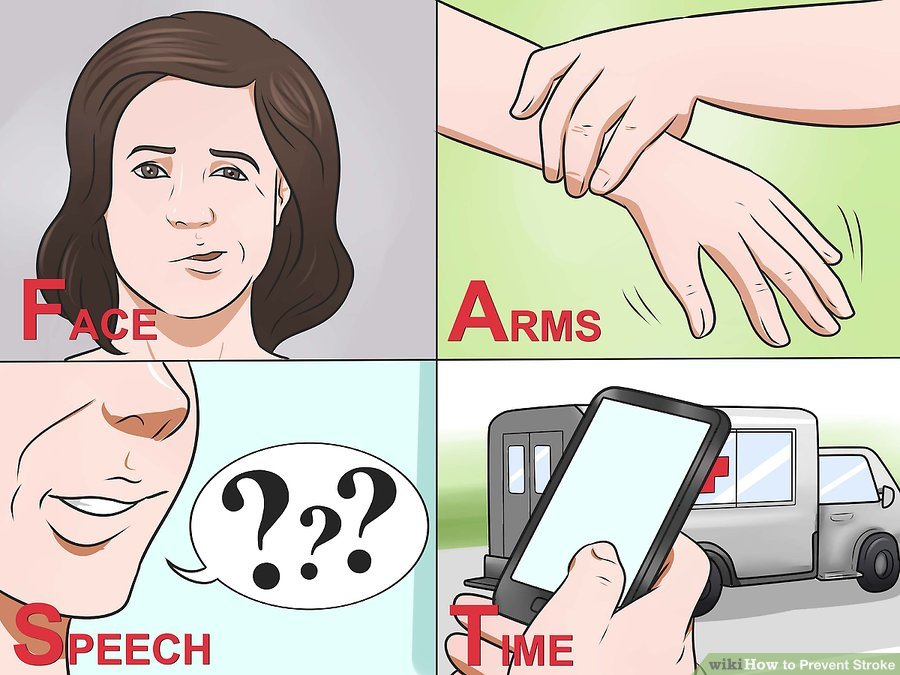 FACE
ARMS
? ? ?
SPEECH
TIME
wikiHow to Prevent Stroke